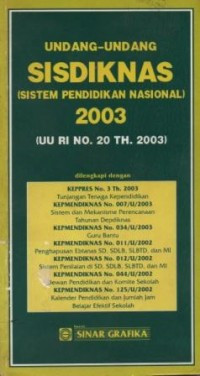 UNDANG-UNDANG
SISDIKNAS
(SISTEM PENDIDIKAN NASIONAL)
2003
(UU RI NO. 20 TH. 2003)
dilengkapi dengan
KEPPRES No. 3 Th. 2003
Tunjangan Tenaga Kependidikan
KEPMENDIKNAS No. 007/U/2003
Sistem dan Mekanisme Perencanaan
Tahunan Depdiknas
KEPMENDIKNAS No. 034/U/2003
Guru Bantu
KEPMENDIKNAS No. 011/U/2002
Penghapusan Ebtanas SD, SDLB, SLBTD, dan MI
KEPMENDIKNAS No. 012/U/2002
Sistem Penilaian di SD, SDLB, SLBTD, dan MI
KEPMENDIKNAS No. 044/U/2002
Dewan Pendidikan dan Komite Sekolah
KEPMENDIKNAS No. 125/U/2002
Kalender Pendidikan dan Jumlah Jam
Belajar Efektif Sekolah
SINAR GRAFIKA